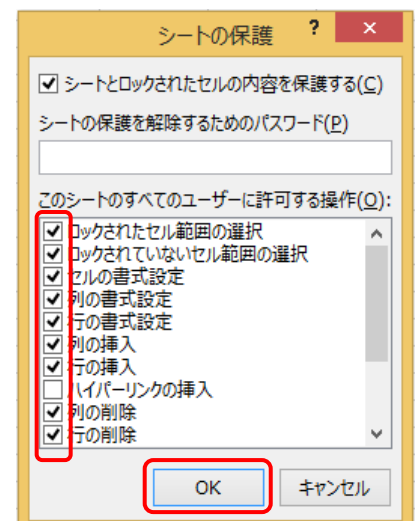 シートの保護 ? ×
シートとロックされたセルの内容を保護する(C)
シートの保護を解除するためのパスワード(P)
このシートのすべてのユーザーに許可する操作(O):
ロックされたセル範囲の選択
ロックされていないセル範囲の選択
セルの書式設定
列の書式設定
行の書式設定
列の挿入
行の挿入
ハイパーリンクの挿入
列の削除
行の削除
OK キャンセル